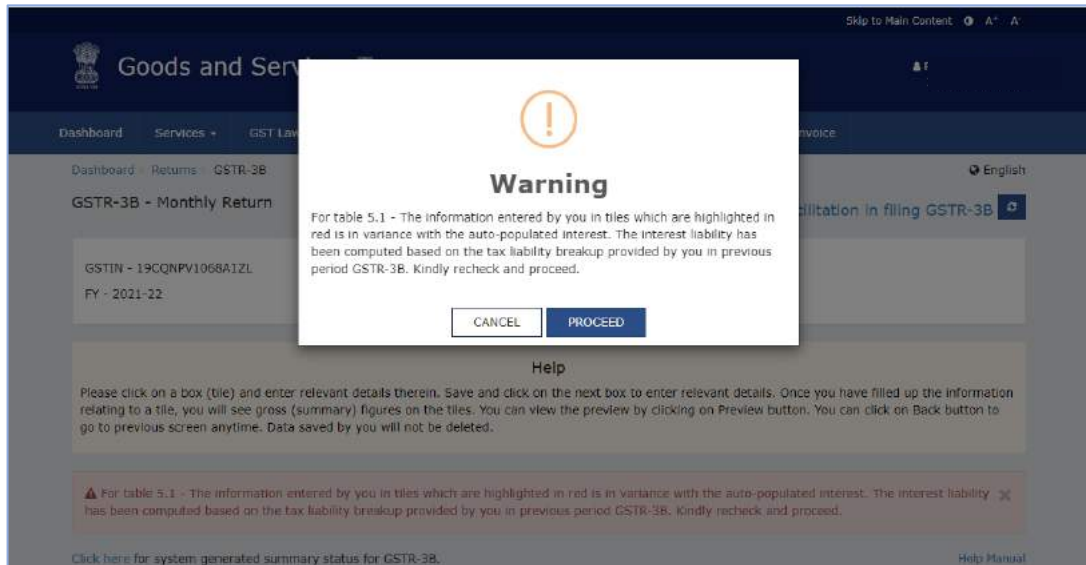 Skip to Main Content A+ A-
Goods and Serv
Dashboard Services GST Law nvoice
Dashboard Returns GSTR-3B English
GSTR-3B - Monthly Return ilitation in filing GSTR-3B
Warning
For table 5.1 - The information entered by you in tiles which are highlighted in
red is in variance with the auto-populated interest. The interest liability has
been computed based on the tax liability breakup provided by you in previous
period GSTR-3B. Kindly recheck and proceed.
GSTIN - 19CQNPV1068A1ZL
FY - 2021-22
CANCEL PROCEED
Help
Please click on a box (tile) and enter relevant details therein. Save and click on the next box to enter relevant details. Once you have filled up the information
relating to a tile, you will see gross (summary) figures on the tiles. You can view the preview by clicking on Preview button. You can click on Back button to
go to previous screen anytime. Data saved by you will not be deleted.
For table 5.1 - The information entered by you in tiles which are highlighted in red is in variance with the auto-populated interest. The interest liability
has been computed based on the tax liability breakup provided by you in previous period GSTR-3B. Kindly recheck and proceed.
Click here for system generated summary status for GSTR-3B. Help Manual